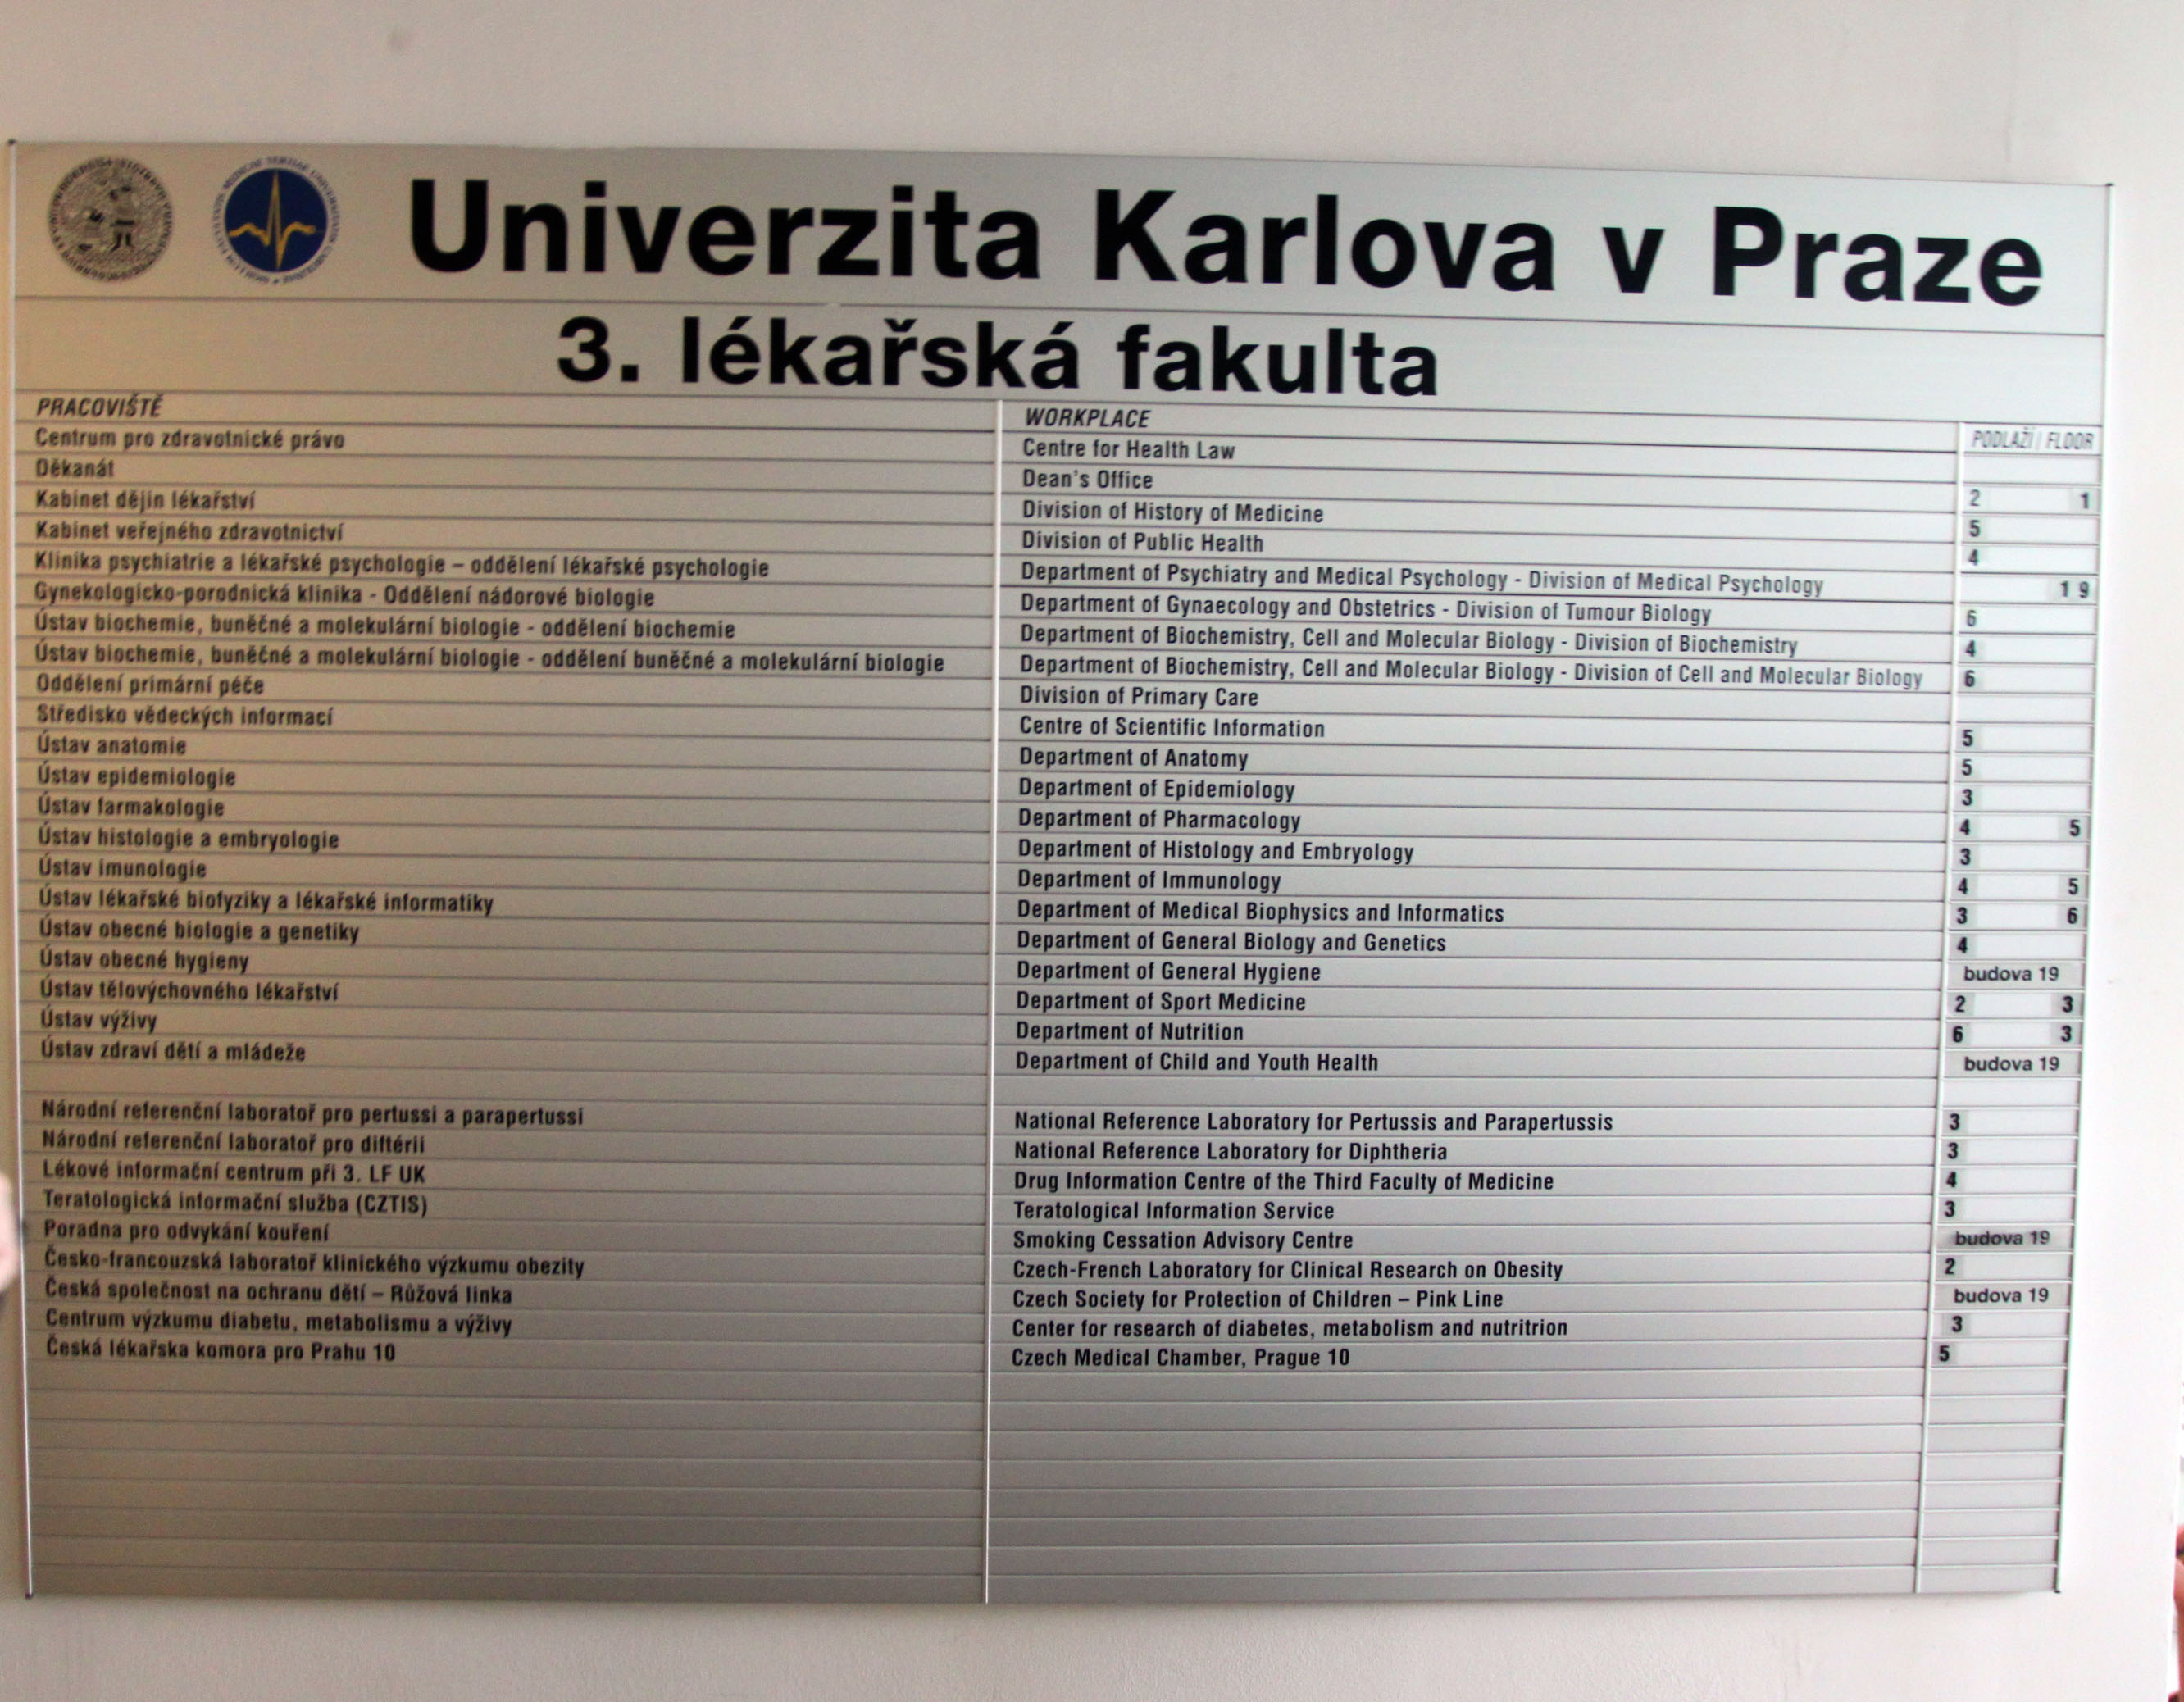 Univerzita Karlova v Praze
3. lékařská fakulta
PRACOVIŠTĚ WORKPLACE PODLAŽÍ | FLOOR
Centrum pro zdravotnické právo Centre for Health Law
Děkanát Dean's Office 2 1
Kabinet dějin lékařství Division of History of Medicine 5
Kabinet veřejného zdravotnictví Division of Public Health 4
Klinika psychiatrie a lékařské psychologie – oddělení lékařské psychologie Department of Psychiatry and Medical Psychology - Division of Medical Psychology 1 9
Gynekologicko-porodnická klinika - Oddělení nádorové biologie Department of Gynaecology and Obstetrics - Division of Tumour Biology 6
Ústav biochemie, buněčné a molekulární biologie - oddělení biochemie Department of Biochemistry, Cell and Molecular Biology - Division of Biochemistry 4
Ústav biochemie, buněčné a molekulární biologie - oddělení buněčné a molekulární biologie Department of Biochemistry, Cell and Molecular Biology - Division of Cell and Molecular Biology 6
Oddělení primární péče Division of Primary Care
Středisko vědeckých informací Centre of Scientific Information 5
Ústav anatomie Department of Anatomy 5
Ústav epidemiologie Department of Epidemiology 3
Ústav farmakologie Department of Pharmacology 4 5
Ústav histologie a embryologie Department of Histology and Embryology 3
Ústav imunologie Department of Immunology 4 5
Ústav lékařské biofyziky a lékařské informatiky Department of Medical Biophysics and Informatics 3 6
Ústav obecné biologie a genetiky Department of General Biology and Genetics 4
Ústav obecné hygieny Department of General Hygiene budova 19
Ústav tělovýchovného lékařství Department of Sport Medicine 2 3
Ústav výživy Department of Nutrition 6 3
Ústav zdraví dětí a mládeže Department of Child and Youth Health budova 19
Národní referenční laboratoř pro pertussi a parapertussi National Reference Laboratory for Pertussis and Parapertussis 3
Národní referenční laboratoř pro diftérii National Reference Laboratory for Diphtheria 3
Lékové informační centrum při 3. LF UK Drug Information Centre of the Third Faculty of Medicine 4
Teratologická informační služba (CZTIS) Teratological Information Service 3
Poradna pro odvykání kouření Smoking Cessation Advisory Centre budova 19
Česko-francouzská laboratoř klinického výzkumu obezity Czech-French Laboratory for Clinical Research on Obesity 2
Česká společnost na ochranu dětí – Růžová linka Czech Society for Protection of Children – Pink Line budova 19
Centrum výzkumu diabetu, metabolismu a výživy Center for research of diabetes, metabolism and nutritrion 3
Česká lékařska komora pro Prahu 10 Czech Medical Chamber, Prague 10 5